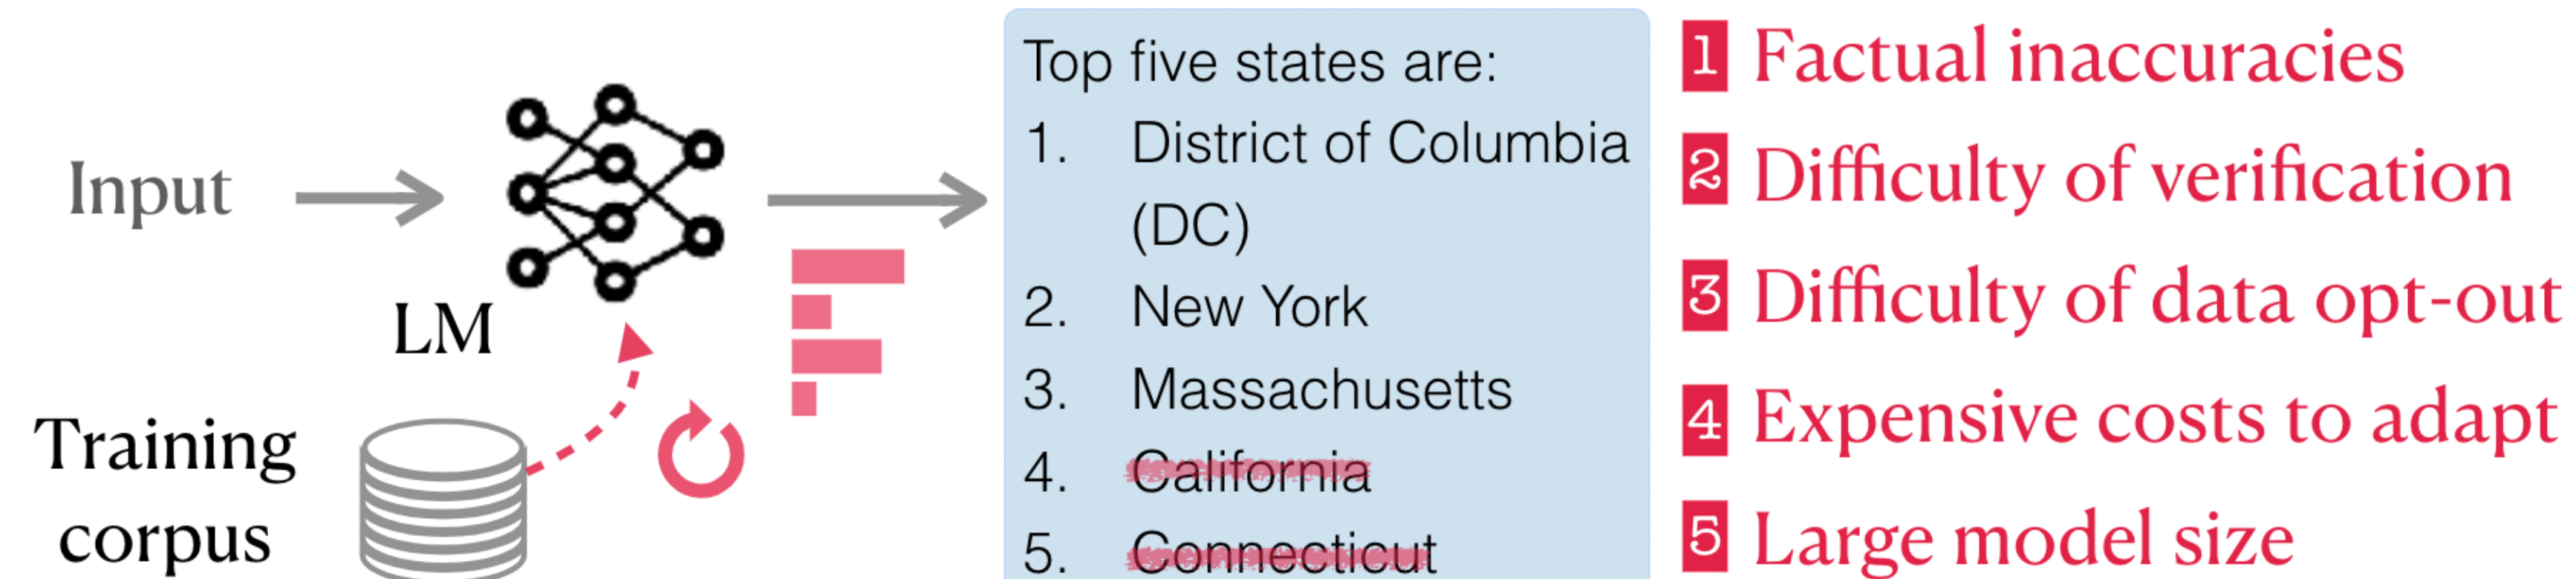 Input
LM
Training
corpus
Top five states are:
1. District of Columbia
(DC)
2. New York
3. Massachusetts
4. California
5. Connecticut
1 Factual inaccuracies
2 Difficulty of verification
3 Difficulty of data opt-out
4 Expensive costs to adapt
5 Large model size